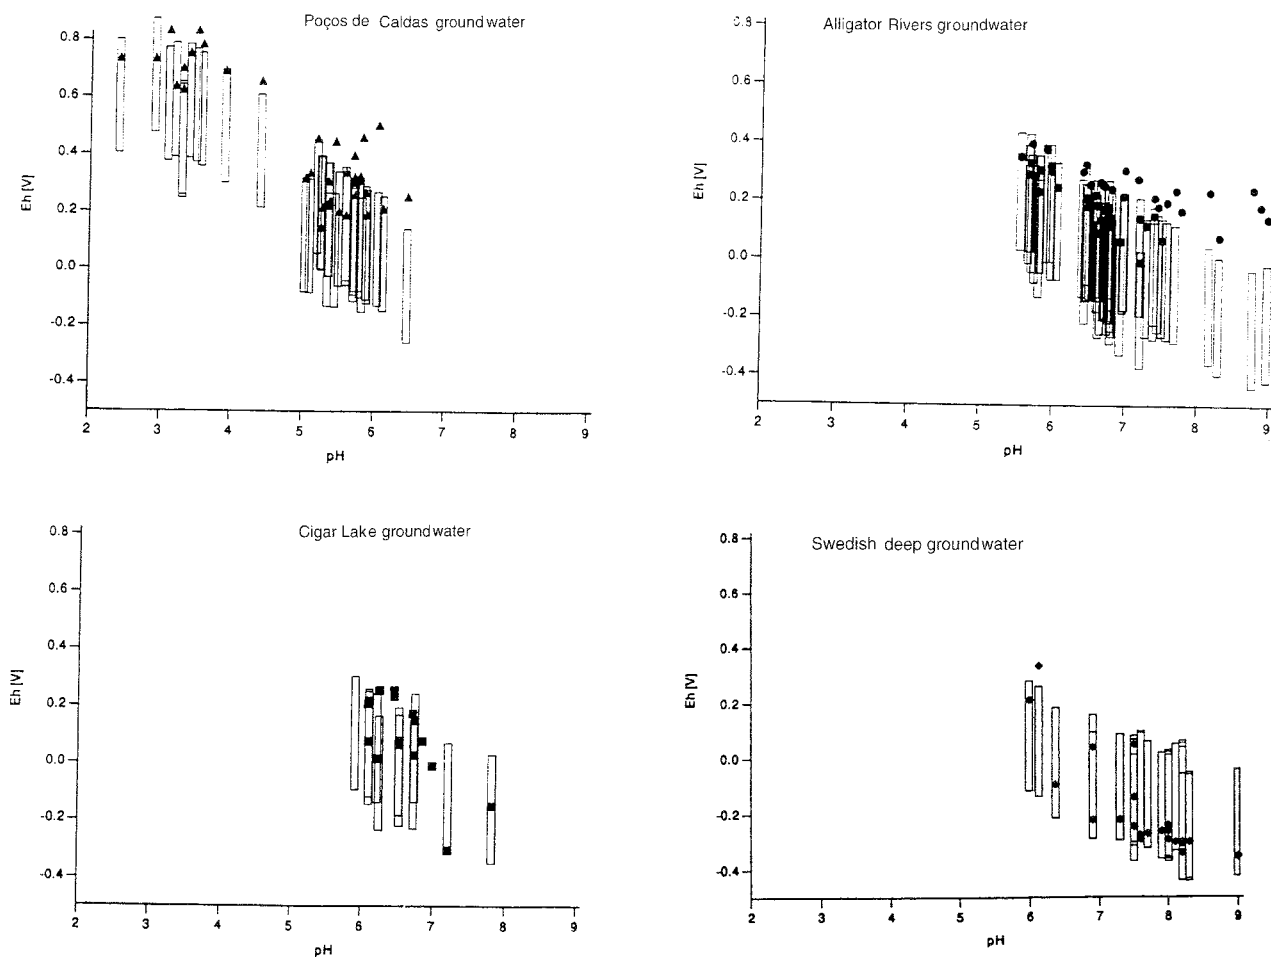 Poços de Caldas groundwater
0.8
0.6
0.4
0.2
0.0
-0.2
-0.4
Eh [V]
2 3 4 5 6 7 8 9
pH
Alligator Rivers groundwater
0.8
0.6
0.4
0.2
0.0
-0.2
-0.4
Eh [V]
2 3 4 5 6 7 8 9
pH
Cigar Lake groundwater
0.8
0.6
0.4
0.2
0.0
-0.2
-0.4
Eh [V]
2 3 4 5 6 7 8 9
pH
Swedish deep groundwater
0.8
0.6
0.4
0.2
0.0
-0.2
-0.4
Eh [V]
2 3 4 5 6 7 8 9
pH